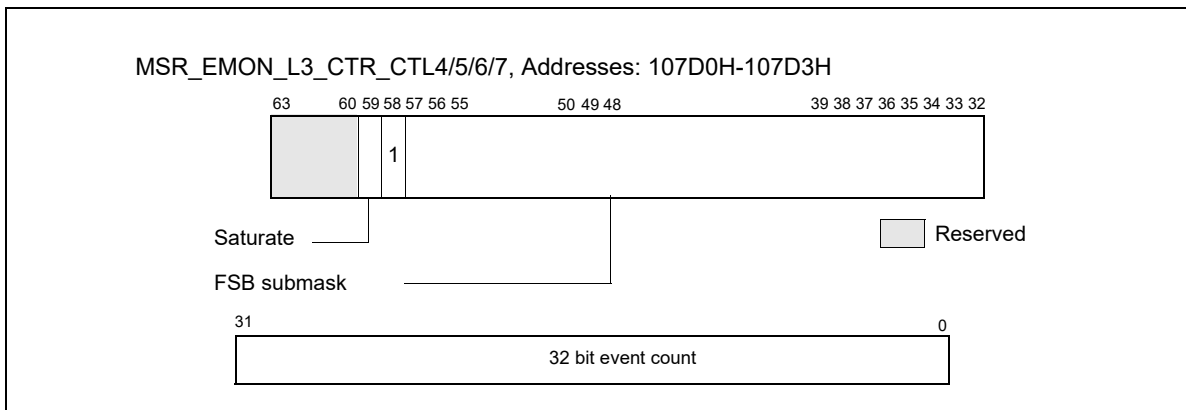 MSR_EMON_L3_CTR_CTL4/5/6/7, Addresses: 107D0H-107D3H
63 60 59 58 57 56 55 50 49 48 39 38 37 36 35 34 33 32
1
Saturate
Reserved
FSB submask
31 0
32 bit event count